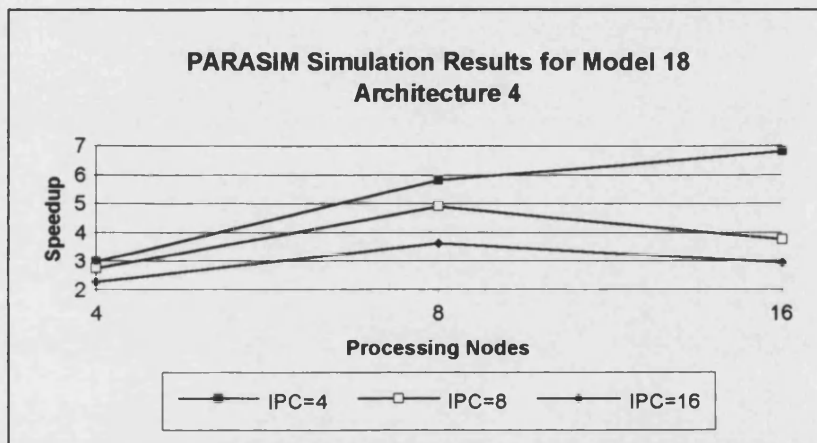 PARASIM Simulation Results for Model 18
Architecture 4
Speedup
7
6
5
4
3
2
4 8 16
Processing Nodes
IPC=4 IPC=8 IPC=16